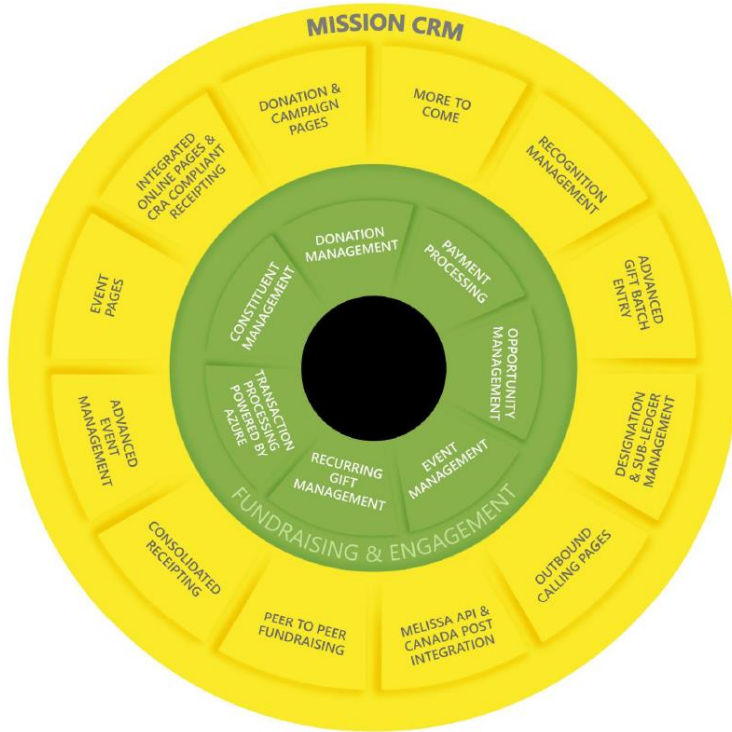 MISSION CRM
DONATION &
CAMPAIGN
PAGES
MORE TO
COME
RECOGNITION
MANAGEMENT
ADVANCED
GIFT BATCH
ENTRY
DESIGNATION
& SUB-LEDGER
MANAGEMENT
OUTBOUND
CALLING PAGES
MELISSA API &
CANADA POST
INTEGRATION
PEER TO PEER
FUNDRAISING
CONSOLIDATED
RECEIPTING
ADVANCED
EVENT
MANAGEMENT
EVENT
PAGES
INTEGRATED
ONLINE PAGES &
CRA COMPLIANT
RECEIPTING
DONATION
MANAGEMENT
PAYMENT
PROCESSING
OPPORTUNITY
MANAGEMENT
EVENT
MANAGEMENT
RECURRING
GIFT
MANAGEMENT
TRANSACTION
PROCESSING
POWERED BY
AZURE
CONSTITUENT
MANAGEMENT
FUNDRAISING & ENGAGEMENT